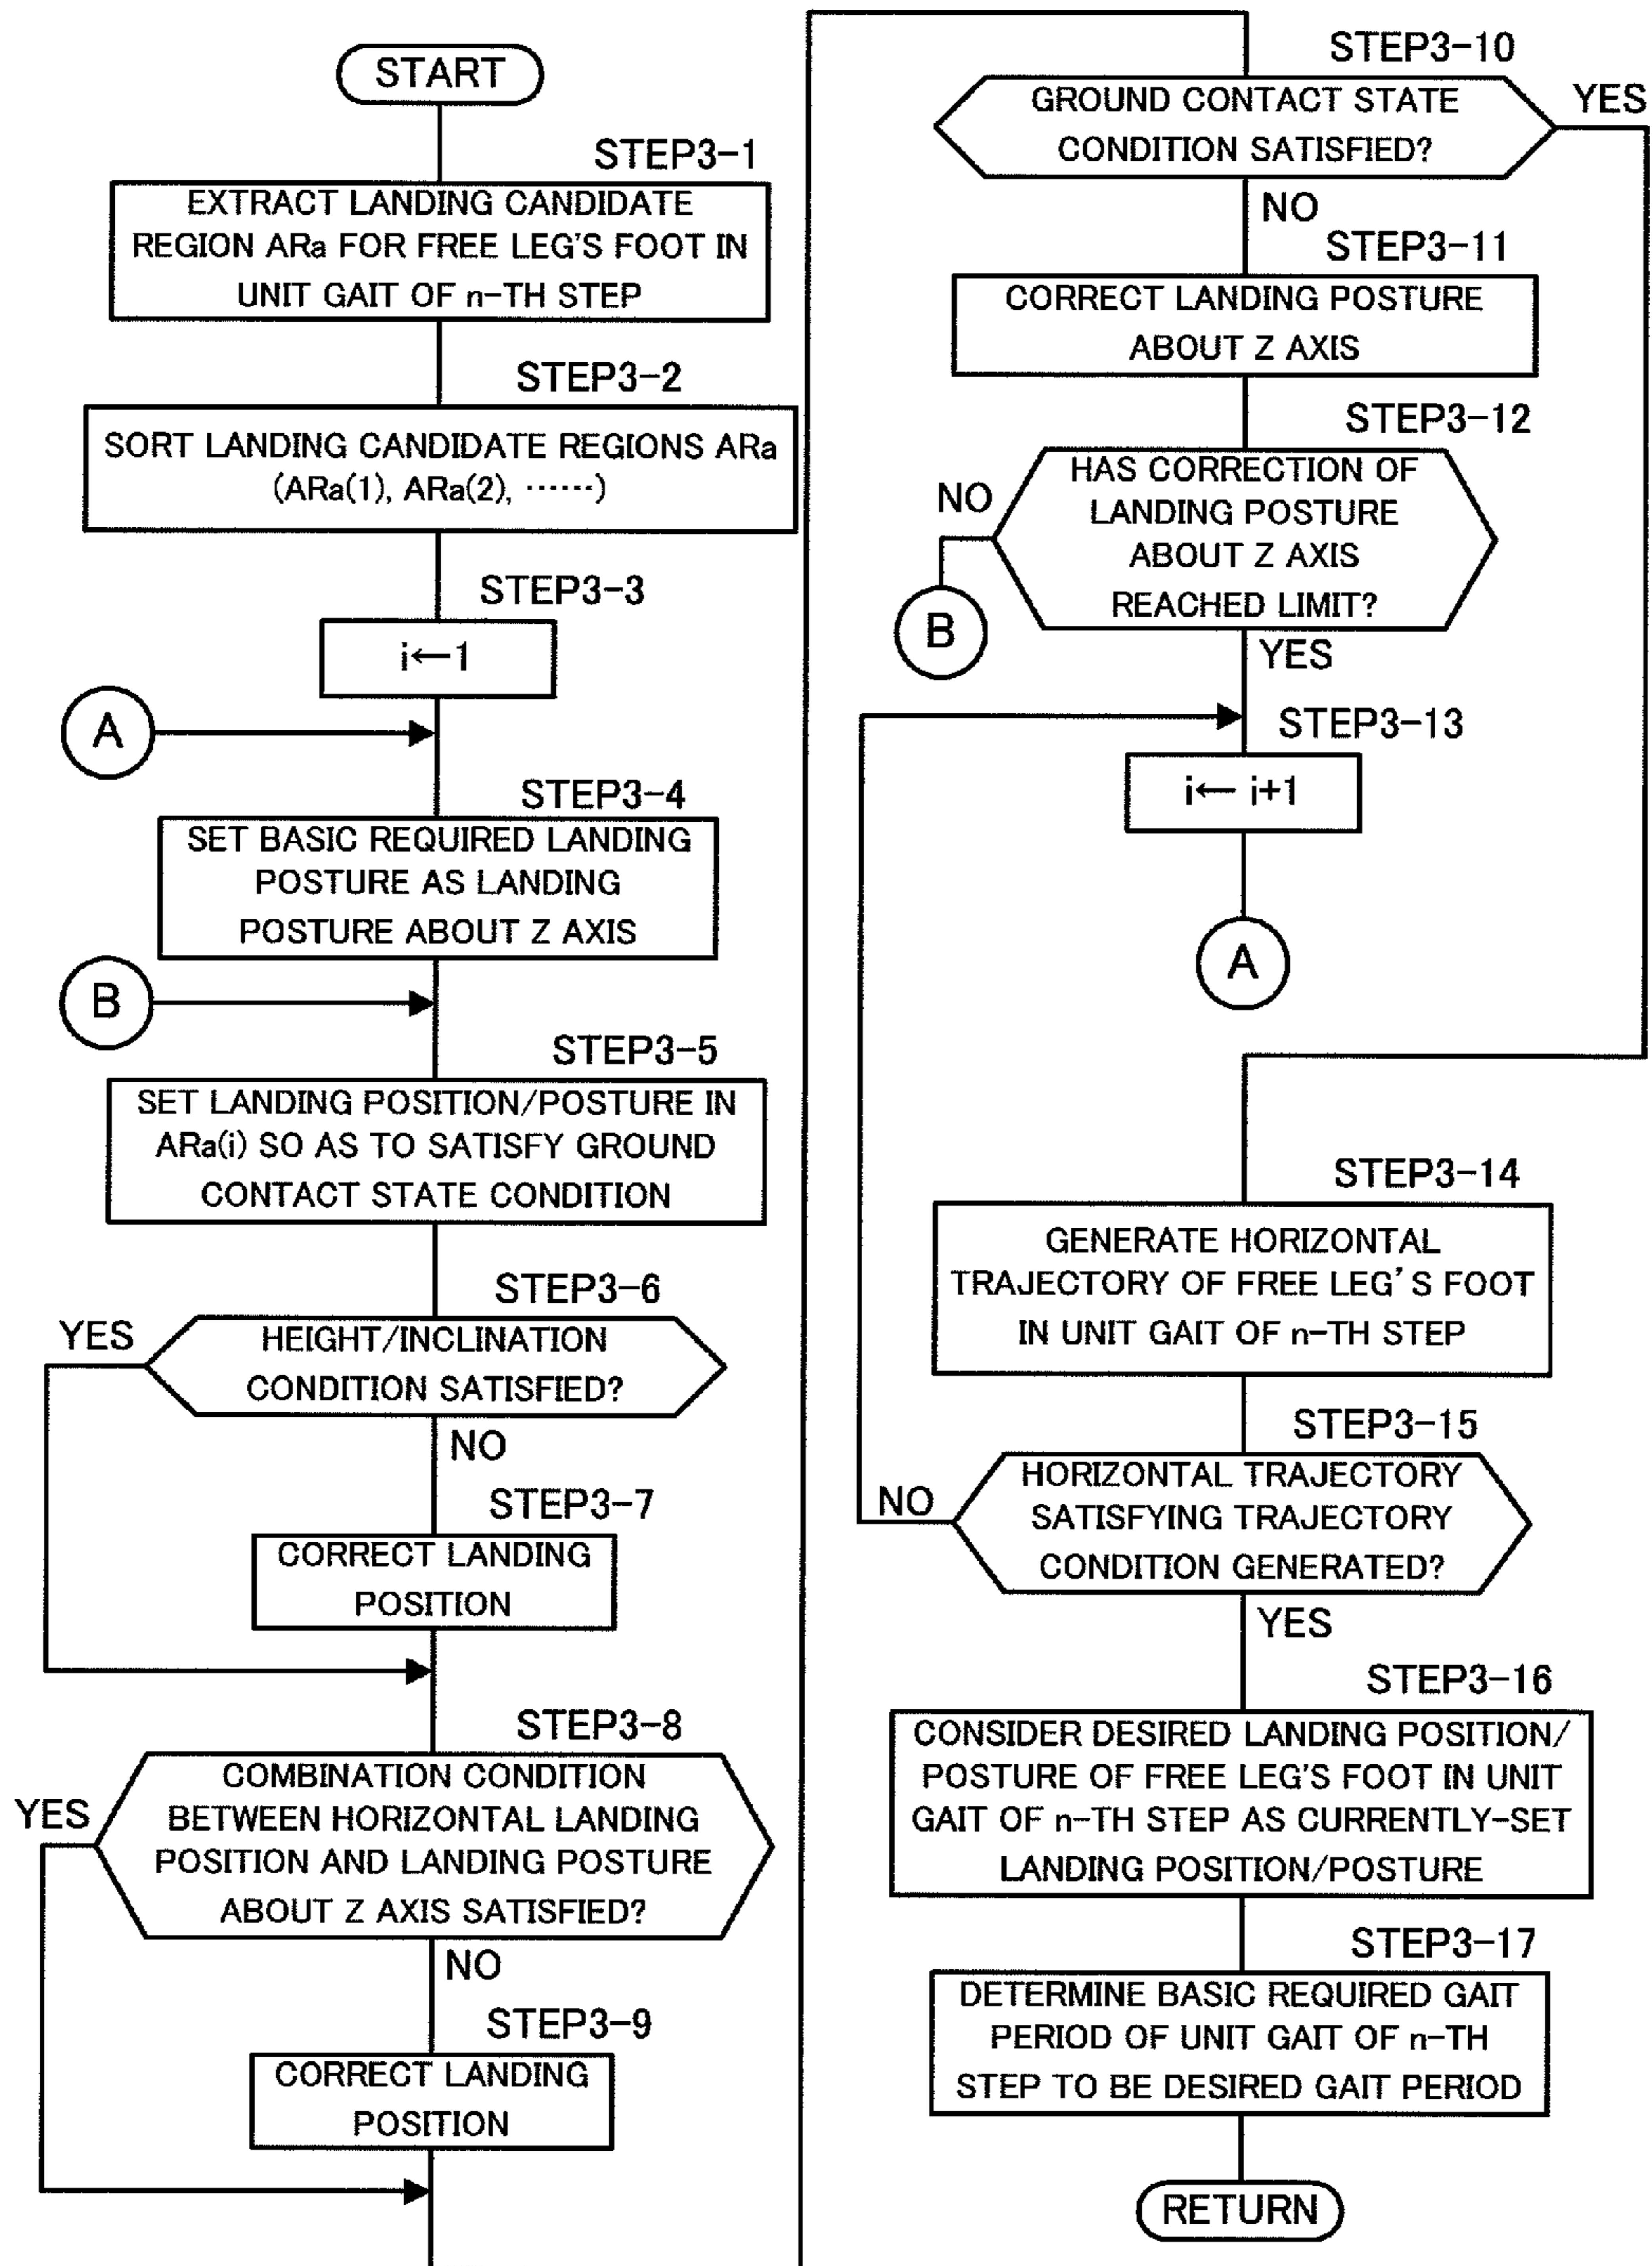 START
STEP3-1
EXTRACT LANDING CANDIDATE
REGION ARa FOR FREE LEG'S FOOT IN
UNIT GAIT OF n-TH STEP
STEP3-2
SORT LANDING CANDIDATE REGIONS ARa
(ARa(1), ARa(2), ⋯⋯)
STEP3-3
i←1
A
STEP3-4
SET BASIC REQUIRED LANDING
POSTURE AS LANDING
POSTURE ABOUT Z AXIS
B
STEP3-5
SET LANDING POSITION/POSTURE IN
ARa(i) SO AS TO SATISFY GROUND
CONTACT STATE CONDITION
STEP3-6
YES
HEIGHT/INCLINATION
CONDITION SATISFIED?
NO
STEP3-7
CORRECT LANDING
POSITION
STEP3-8
YES
COMBINATION CONDITION
BETWEEN HORIZONTAL LANDING
POSITION AND LANDING POSTURE
ABOUT Z AXIS SATISFIED?
NO
STEP3-9
CORRECT LANDING
POSITION
STEP3-10
GROUND CONTACT STATE
CONDITION SATISFIED?
YES
NO
STEP3-11
CORRECT LANDING POSTURE
ABOUT Z AXIS
STEP3-12
HAS CORRECTION OF
LANDING POSTURE
ABOUT Z AXIS
REACHED LIMIT?
NO
B
YES
STEP3-13
i← i+1
A
STEP3-14
GENERATE HORIZONTAL
TRAJECTORY OF FREE LEG'S FOOT
IN UNIT GAIT OF n-TH STEP
STEP3-15
HORIZONTAL TRAJECTORY
SATISFYING TRAJECTORY
CONDITION GENERATED?
NO
YES
STEP3-16
CONSIDER DESIRED LANDING POSITION/
POSTURE OF FREE LEG'S FOOT IN UNIT
GAIT OF n-TH STEP AS CURRENTLY-SET
LANDING POSITION/POSTURE
STEP3-17
DETERMINE BASIC REQUIRED GAIT
PERIOD OF UNIT GAIT OF n-TH
STEP TO BE DESIRED GAIT PERIOD
RETURN